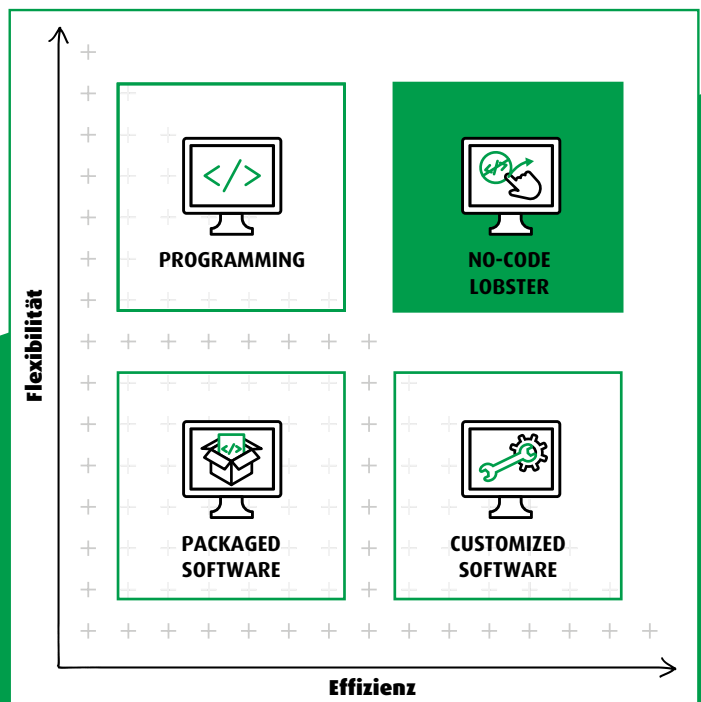 Flexibilität
</>
PROGRAMMING
NO-CODE
LOBSTER
</>
PACKAGED
SOFTWARE
CUSTOMIZED
SOFTWARE
Effizienz